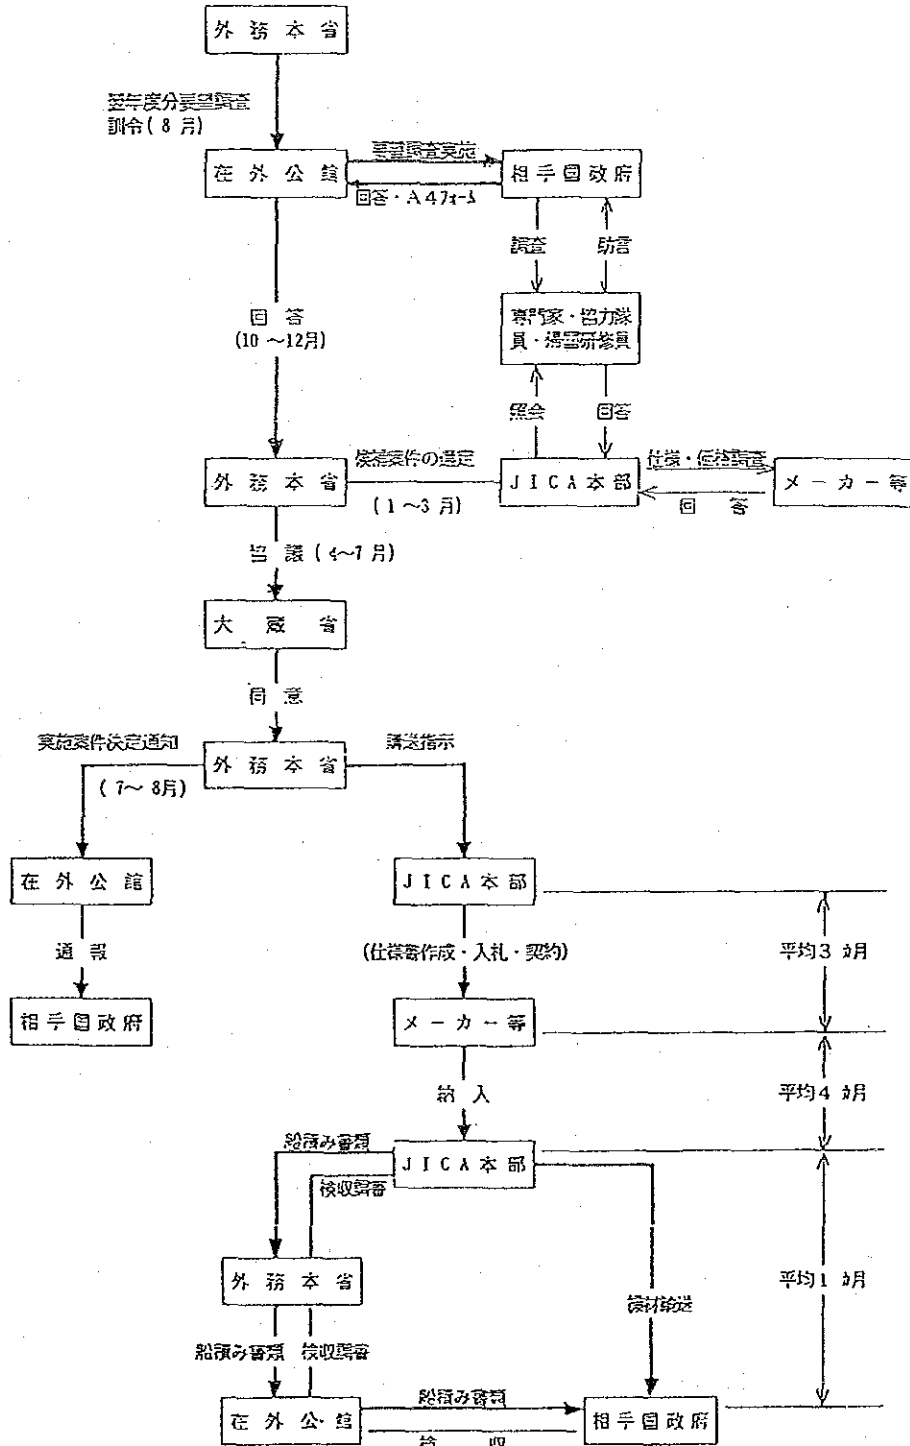 外務本省
翌年度分要望調査
訓令(8月)
在外公館
要望調査実施
回答・A4フォーム
相手国政府
調査
助言
専門家・協力隊
員・帰国研修員
回答
(10～12月)
照会
回答
外務本省
候補案件の選定
(1～3月)
JICA本部
仕様・価格調査
回答
メーカー等
協議(4～7月)
大蔵省
同意
実施案件決定通知
(7～8月)
外務本省
購送指示
在外公館
JICA本部
通報
(仕様書作成・入札・契約)
平均3ヵ月
相手国政府
メーカー等
納入
平均4ヵ月
船積み書類
JICA本部
検収調書
外務本省
平均1ヵ月
機材輸送
船積み書類
検収調書
在外公館
船積み書類
検収
相手国政府